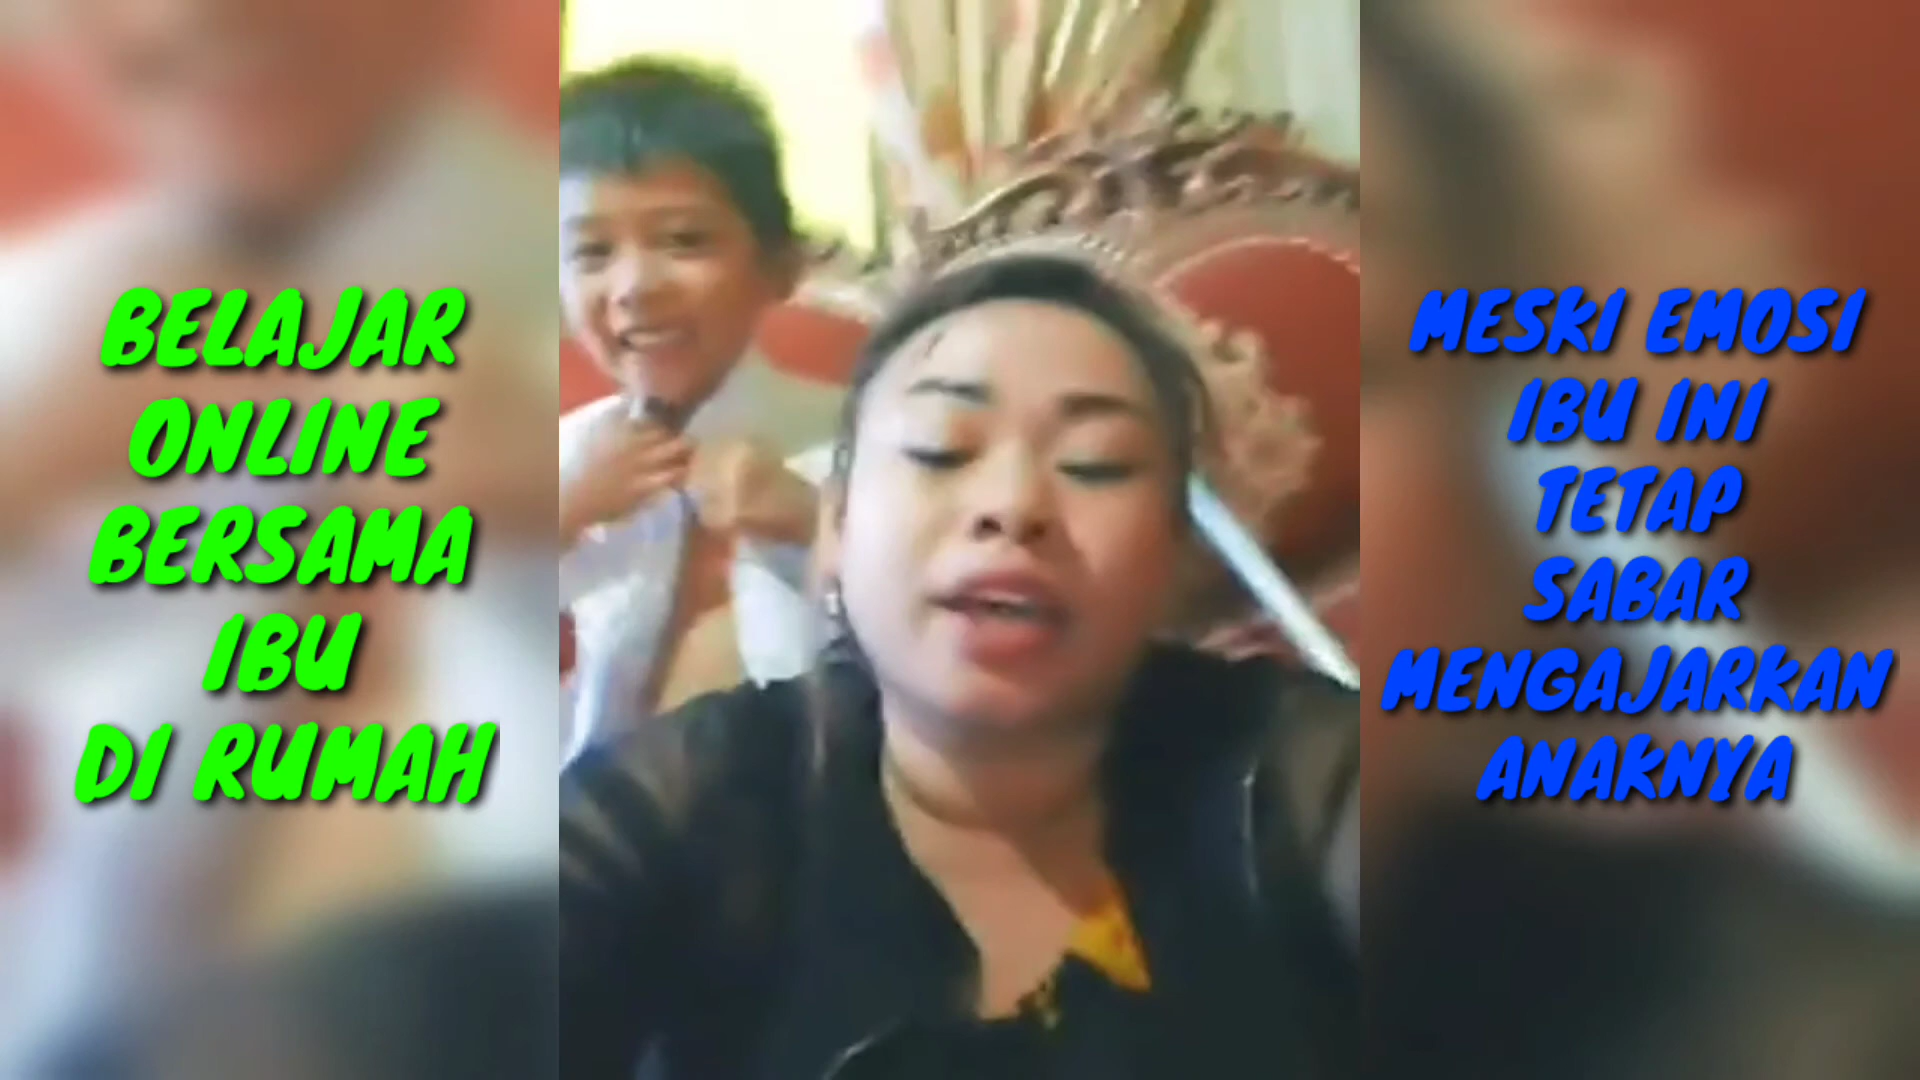 BELAJAR
ONLINE
BERSAMA
IBU
DI RUMAH
MESKI EMOSI
IBU INI
TETAP
SABAR
MENGAJARKAN
ANAKNYA